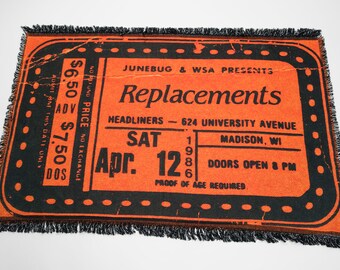 JUNEBUG & WSA PRESENTS
Replacements
HEADLINERS – 624 UNIVERSITY AVENUE
SAT
Apr. 12
1986
MADISON, WI
DOORS OPEN 8 PM
PROOF OF AGE REQUIRED
$6.50 ADV
$7.50 DOS
PRICE